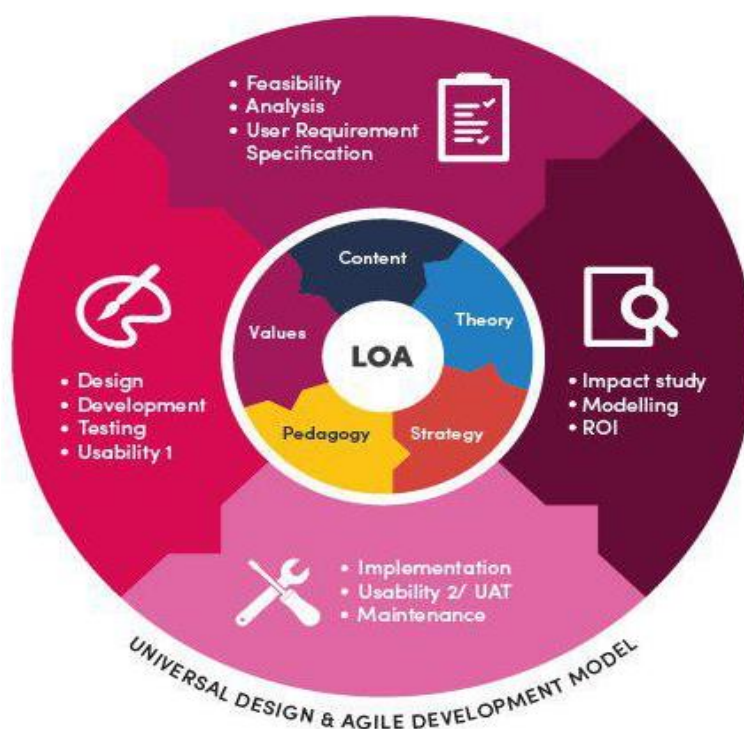 • Feasibility
• Analysis
• User Requirement
Specification
Content
Values
Theory
LOA
Pedagogy
Strategy
• Design
• Development
• Testing
• Usability 1
• Impact study
• Modelling
• ROI
• Implementation
• Usability 2/ UAT
• Maintenance
UNIVERSAL DESIGN & AGILE DEVELOPMENT MODEL